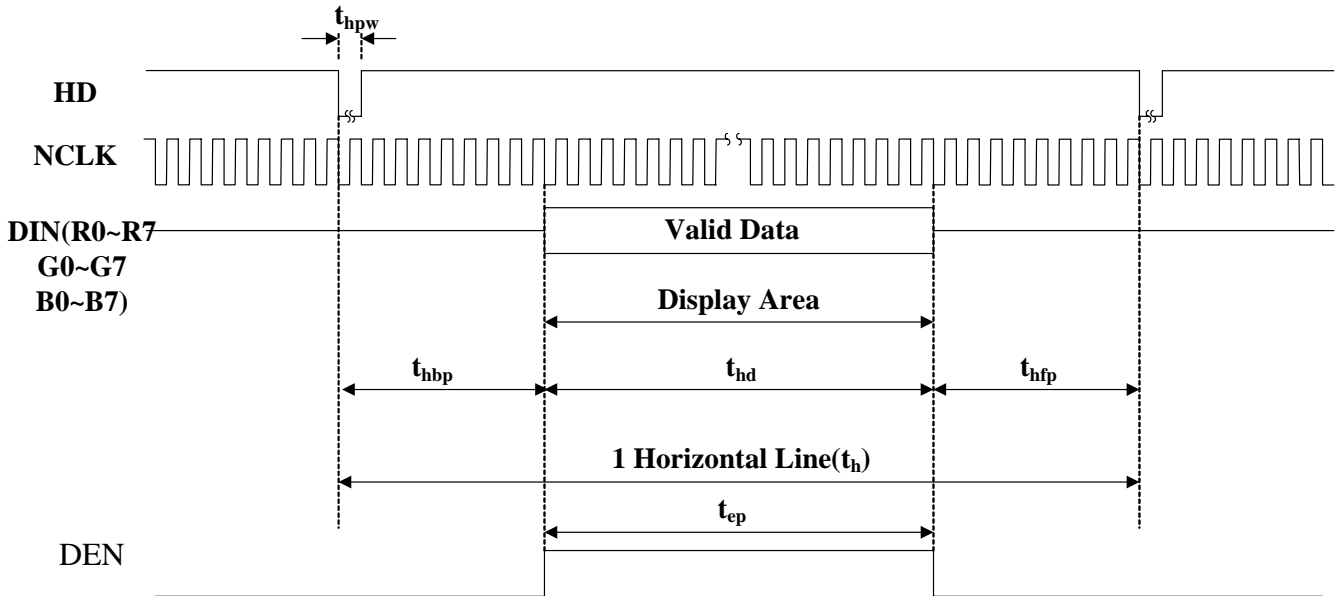 thpw
HD
NCLK
DIN(R0~R7
G0~G7
B0~B7)
Valid Data
Display Area
thbp
thd
thfp
1 Horizontal Line(th)
tep
DEN